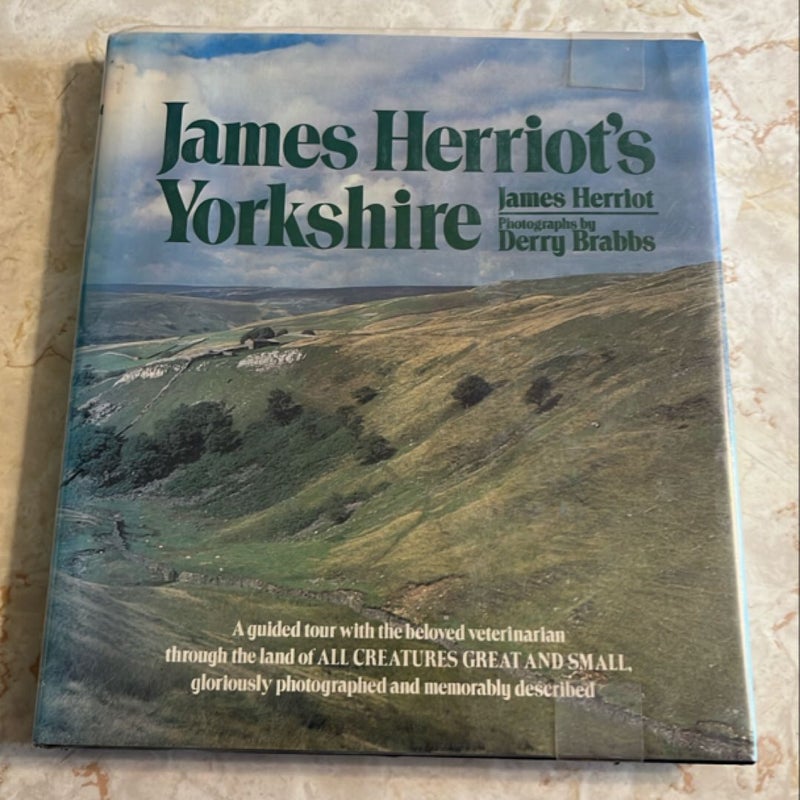 James Herriot's
Yorkshire
James Herriot
Photographs by
Derry Brabbs
A guided tour with the beloved veterinarian
through the land of ALL CREATURES GREAT AND SMALL,
gloriously photographed and memorably described